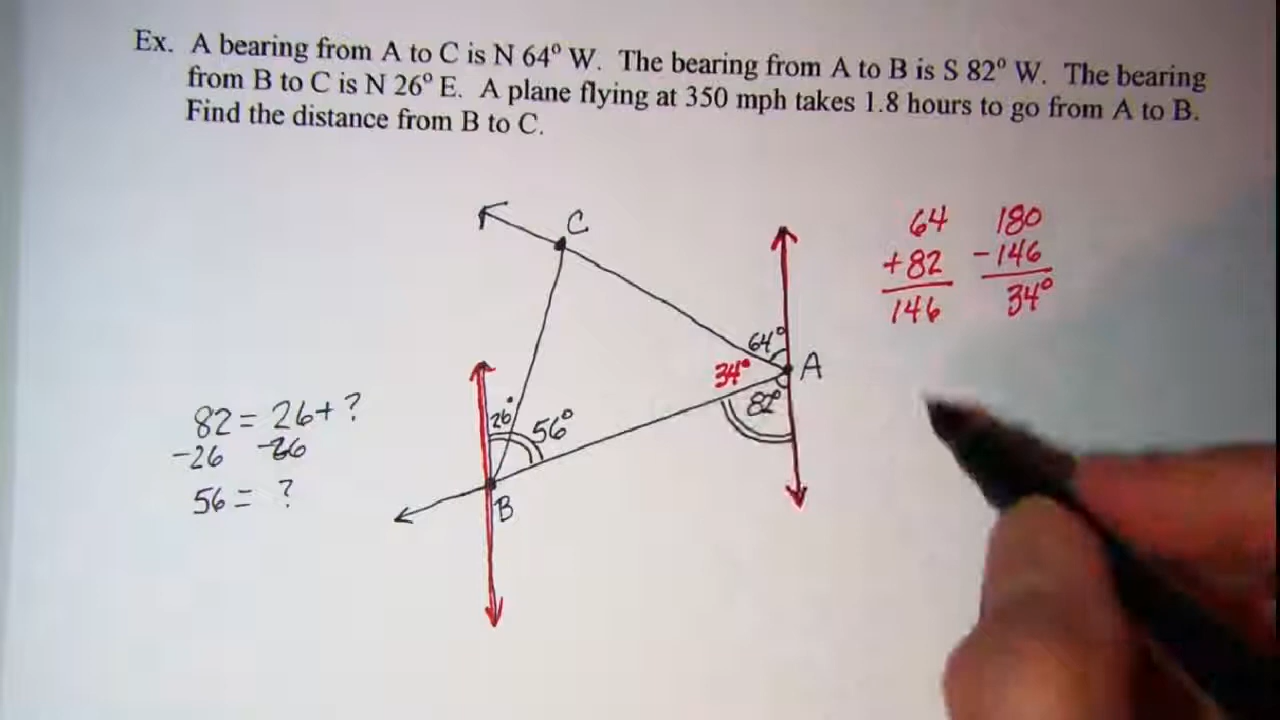 Ex. A bearing from A to C is N 64° W. The bearing from A to B is S 82° W. The bearing
from B to C is N 26° E. A plane flying at 350 mph takes 1.8 hours to go from A to B.
Find the distance from B to C.
C
64 180
+82 -146
146 34°
64°
34° A
82°
82 = 26 + ?
-26 -26
56 = ?
26° 56°
B